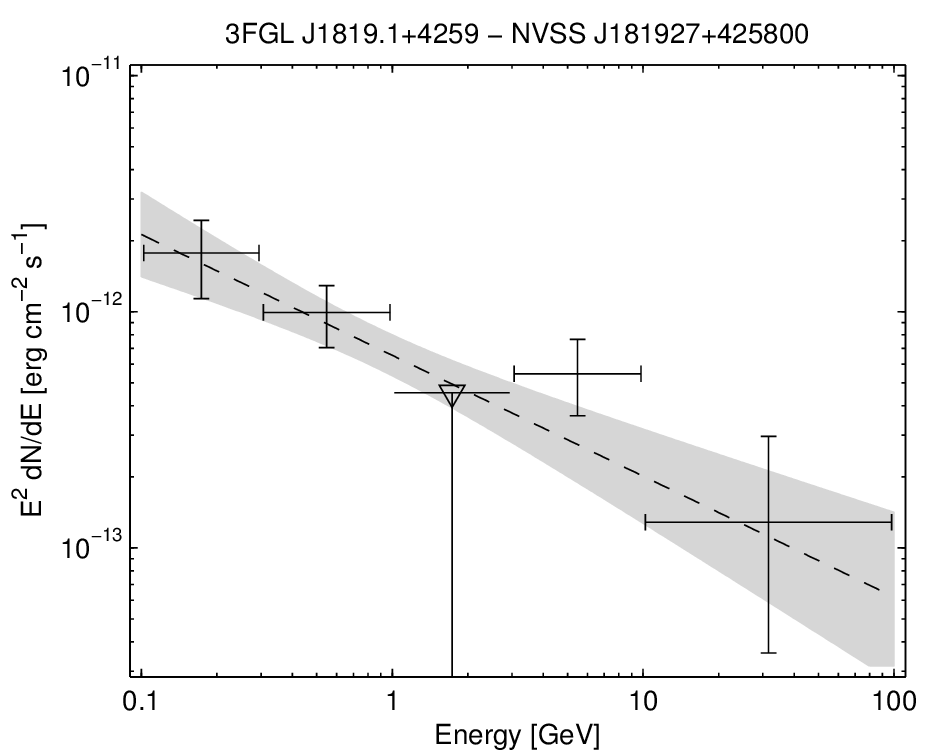 3FGL J1819.1+4259 − NVSS J181927+425800
10⁻¹¹
10⁻¹²
10⁻¹³
E² dN/dE [erg cm⁻² s⁻¹]
0.1 1 10 100
Energy [GeV]